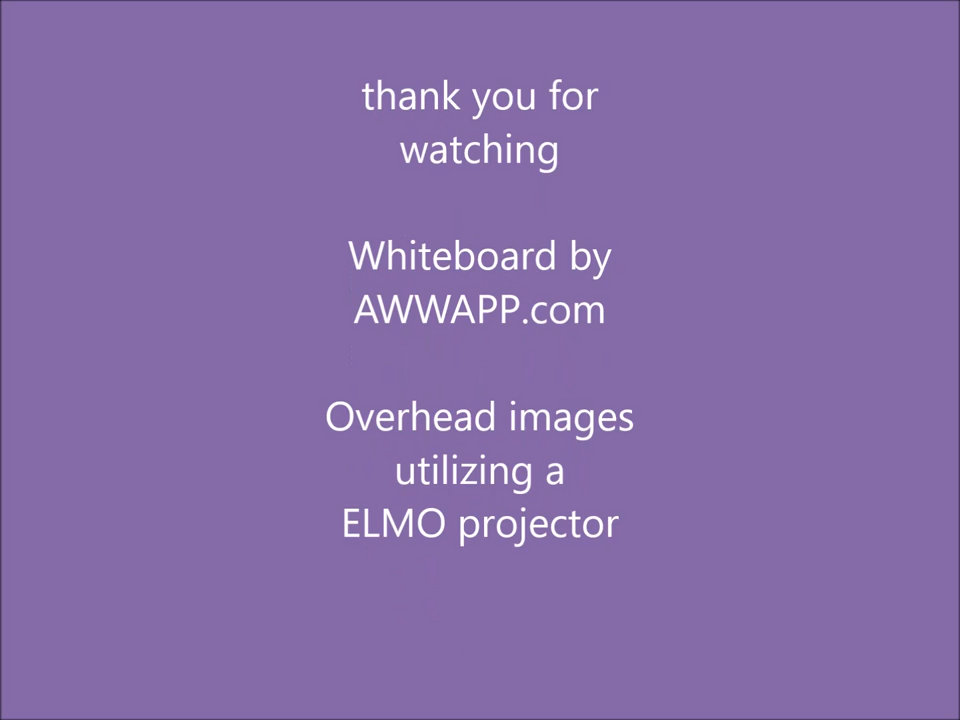 thank you for
watching
Whiteboard by
AWWAPP.com
Overhead images
utilizing a
ELMO projector